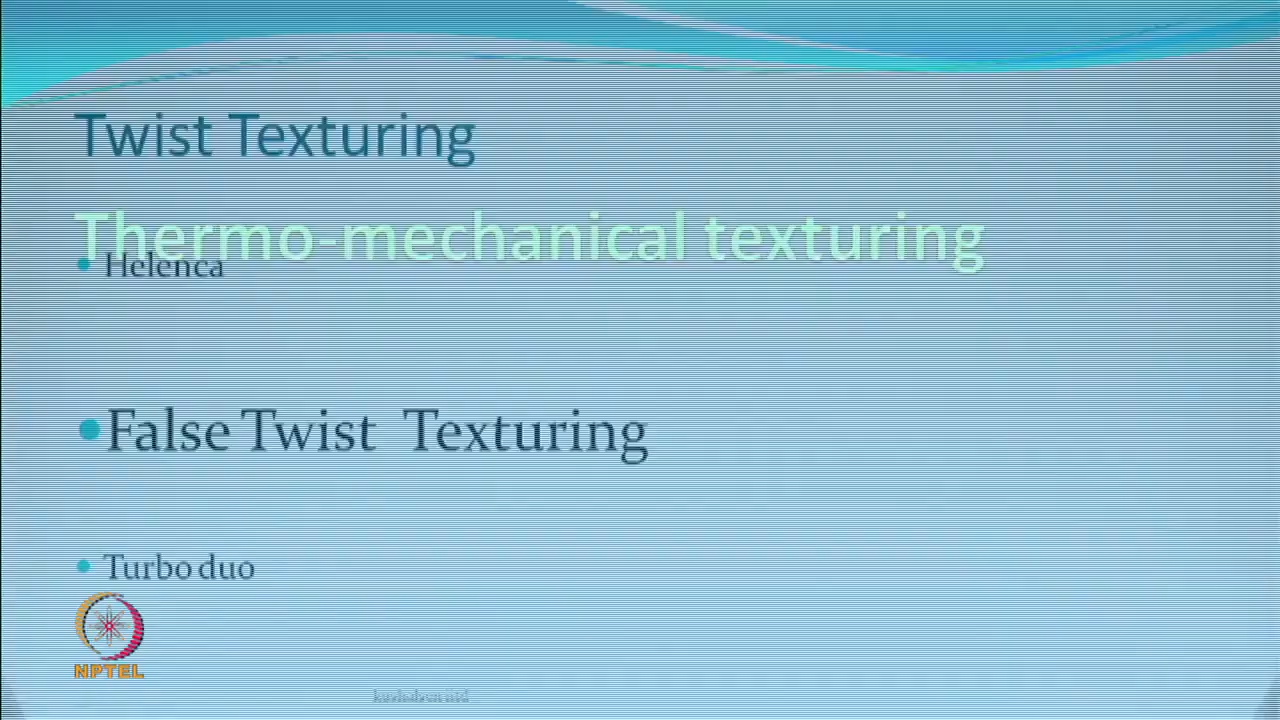 Twist Texturing
Thermo-mechanical texturing
• Helenca
• False Twist Texturing
• Turbo duo
NPTEL